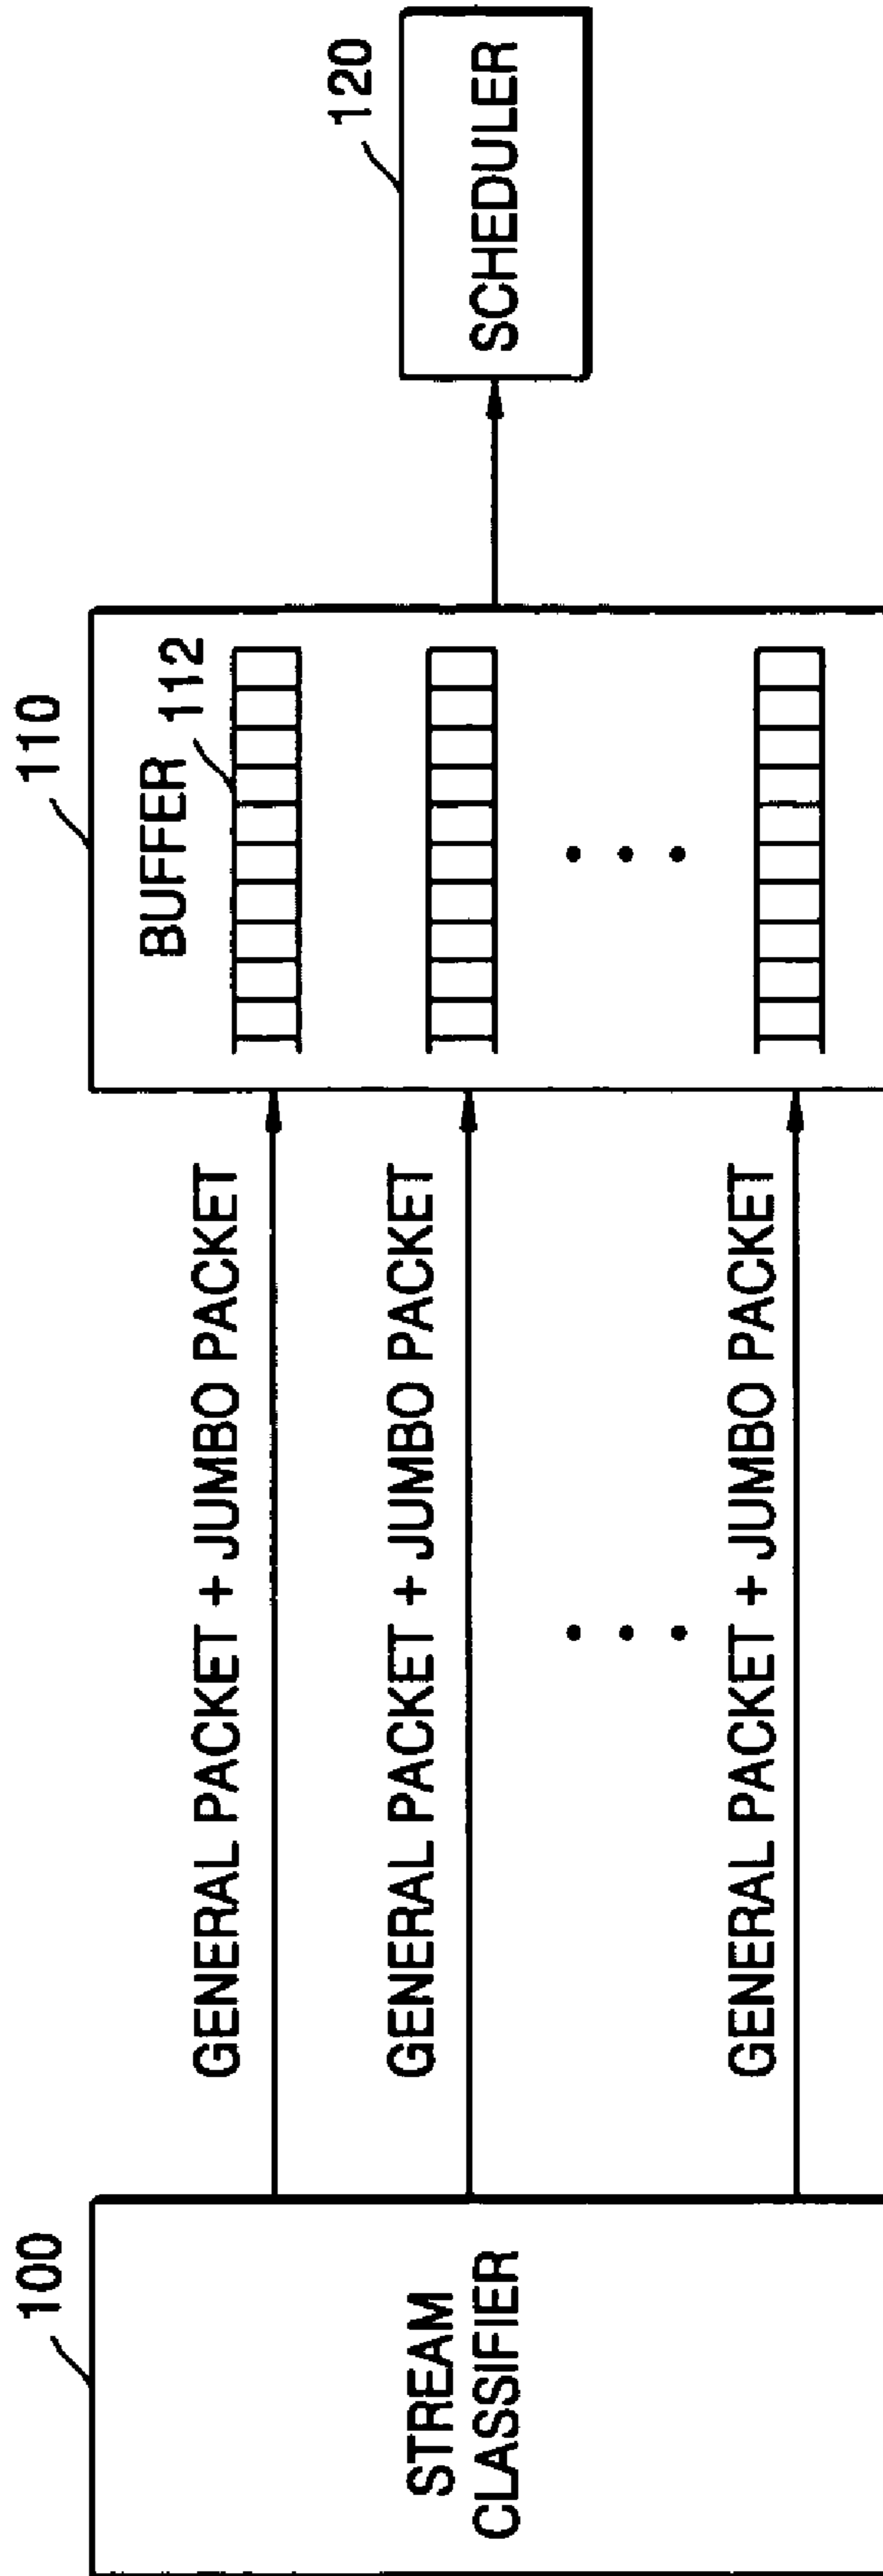 100
STREAM
CLASSIFIER
GENERAL PACKET + JUMBO PACKET
GENERAL PACKET + JUMBO PACKET
GENERAL PACKET + JUMBO PACKET
110
BUFFER
112
120
SCHEDULER